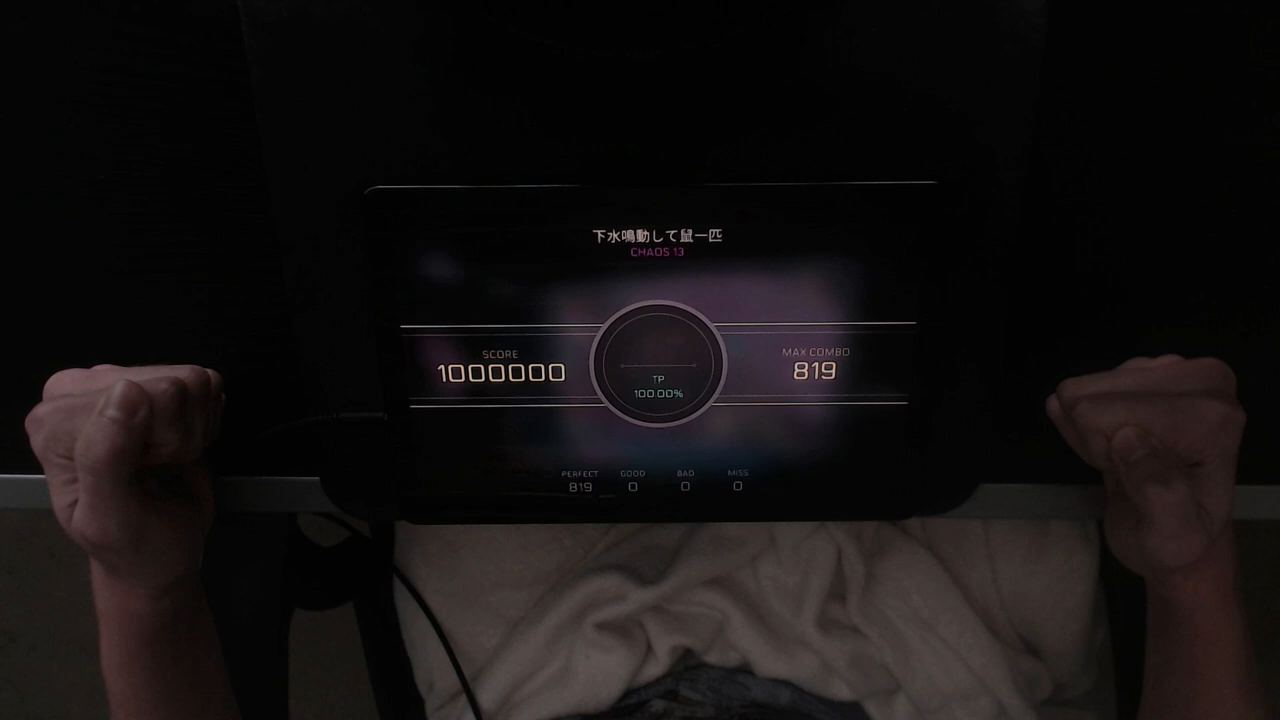 下水鳴動して鼠一匹
CHAOS 13
SCORE
1000000
TP
100.00%
MAX COMBO
819
PERFECT GOOD BAD MISS
819 0 0 0